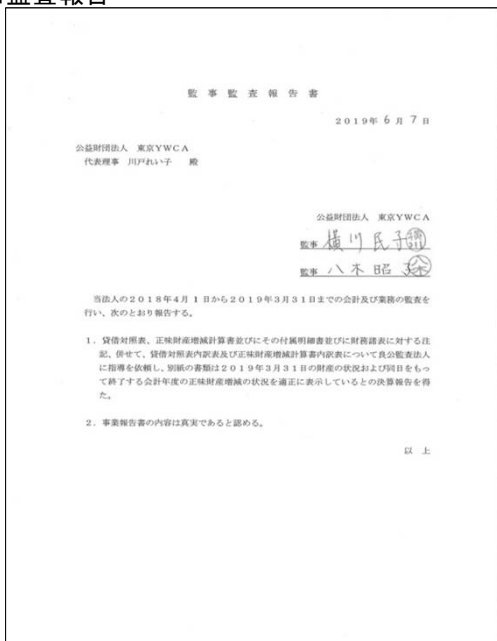 監査報告
監 事 監 査 報 告 書
2019年 6 月 7 日
公益財団法人 東京YWCA
代表理事 川戸れい子 殿
公益財団法人 東京YWCA
監事 横川民子
監事 八木昭子
当法人の2018年4月1日から2019年3月31日までの会計及び業務の監査を
行い、次のとおり報告する。
1．貸借対照表、正味財産増減計算書並びにその付属明細書並びに財務諸表に対する注
記、併せて、貸借対照表内訳表及び正味財産増減計算書内訳表について良公監査法人
に指導を依頼し、別紙の書類は2019年3月31日の財産の状況および同日をもっ
て終了する会計年度の正味財産増減の状況を適正に表示しているとの決算報告を得
た。
2．事業報告書の内容は真実であると認める。
以 上